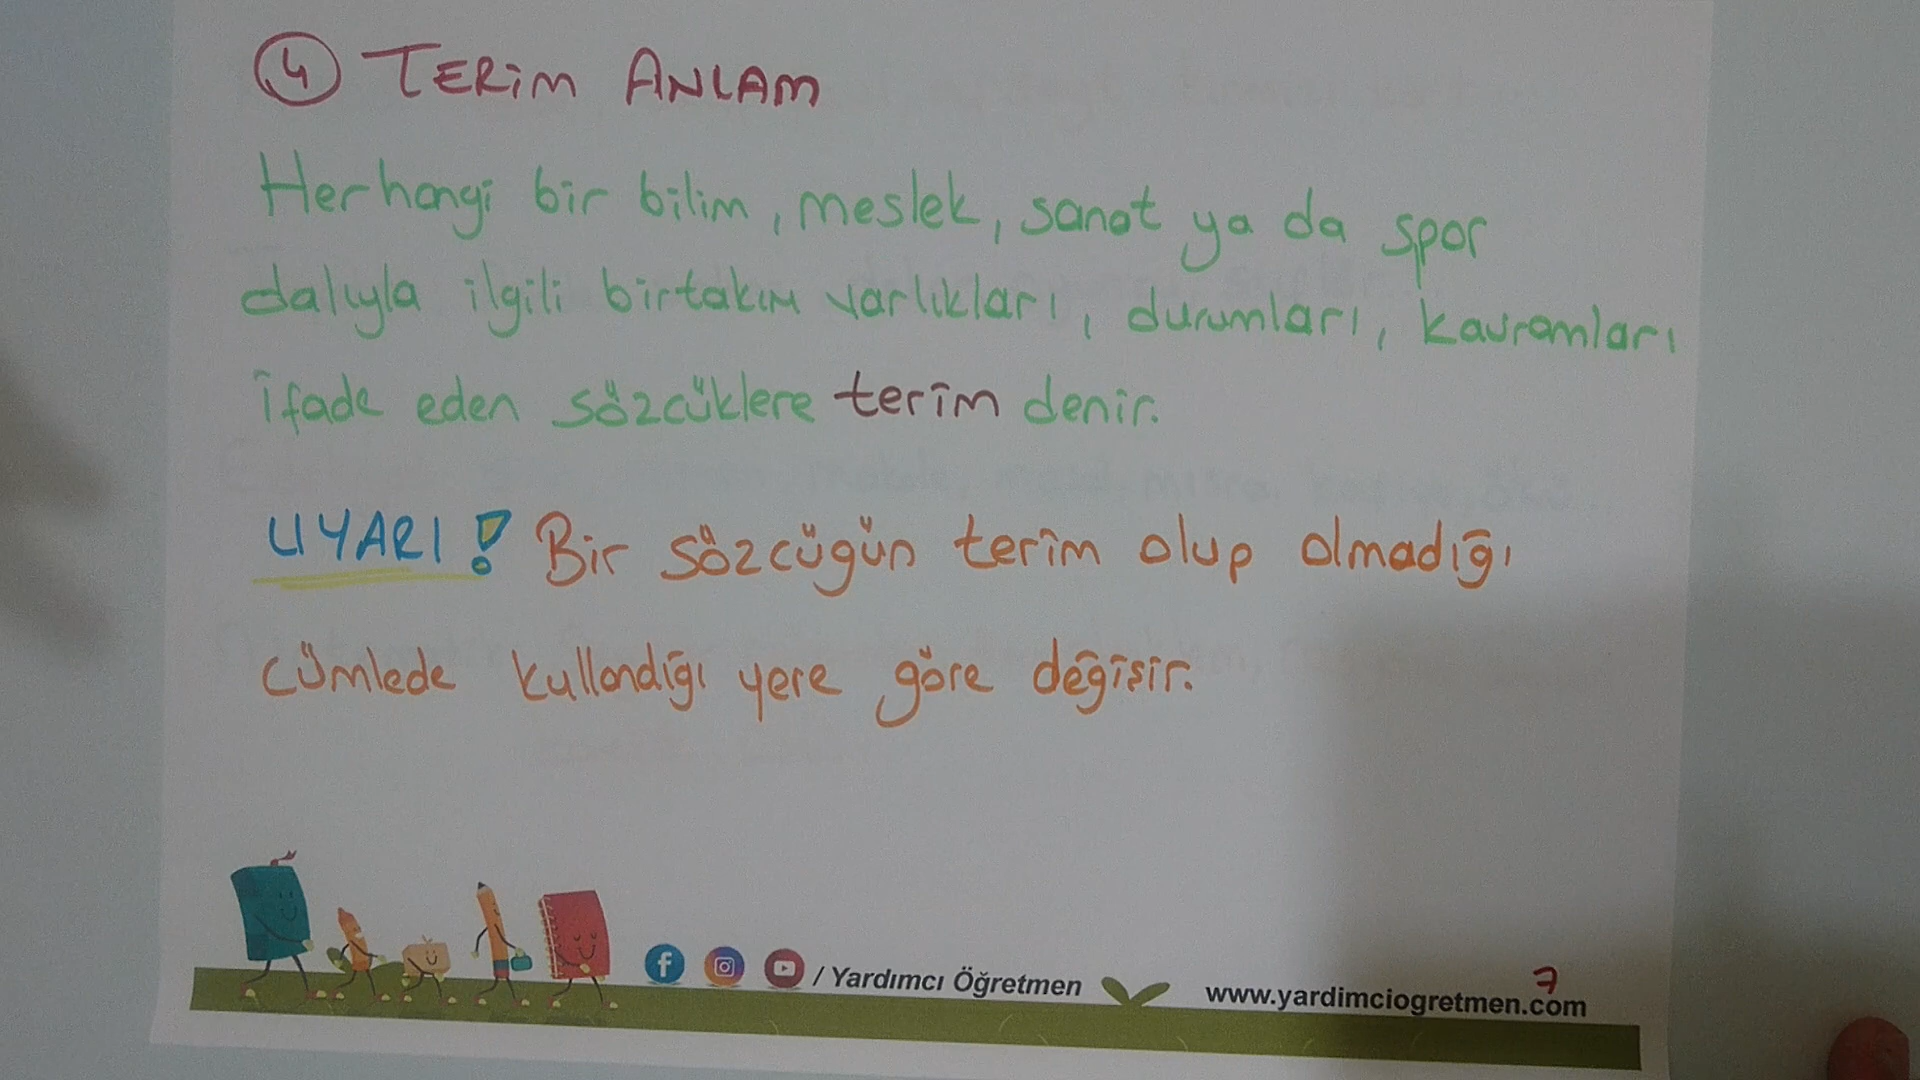 4 TERİM ANLAM
Herhangi bir bilim, meslek, sanat ya da spor
dalıyla ilgili birtakım varlıkları, durumları, kavramları
ifade eden sözcüklere terim denir.
UYARI! Bir sözcüğün terim olup olmadığı
cümlede kullandığı yere göre değişir.
/ Yardımcı Öğretmen
www.yardimciogretmen.com
7